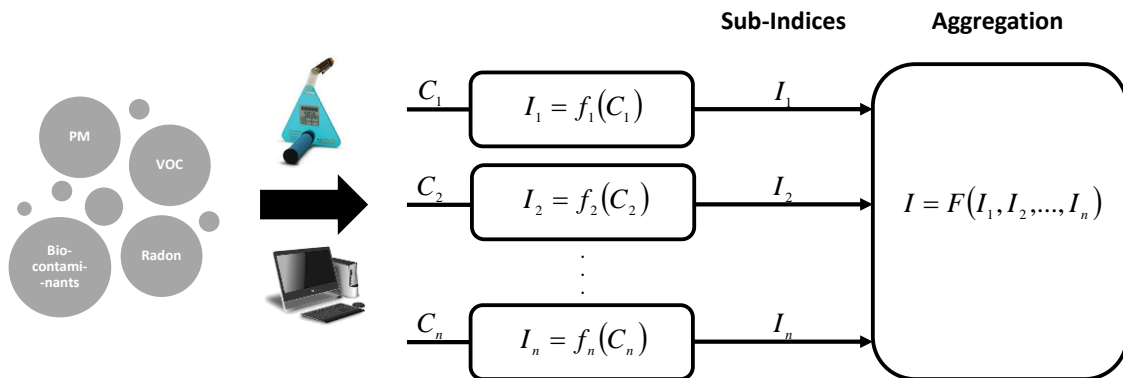 Sub-Indices
Aggregation
PM
VOC
Bio-
contami-
-nants
Radon
C₁
I₁ = f₁(C₁)
I₁
C₂
I₂ = f₂(C₂)
I₂
.
.
.
Cₙ
Iₙ = fₙ(Cₙ)
Iₙ
I = F(I₁, I₂,..., Iₙ)